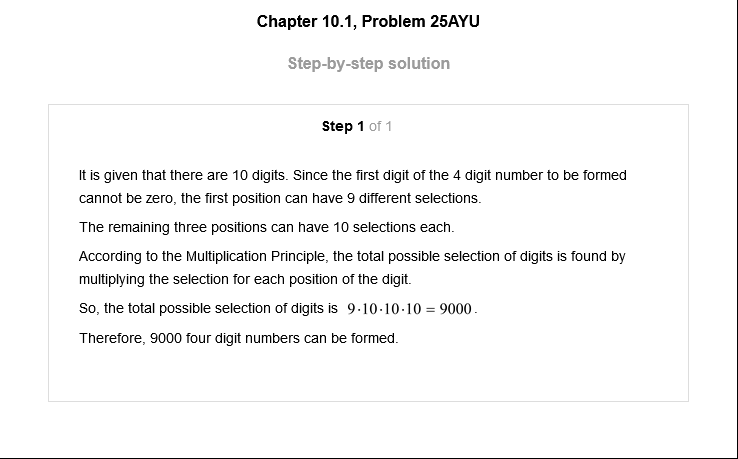 Chapter 10.1, Problem 25AYU
Step-by-step solution
Step 1 of 1
It is given that there are 10 digits. Since the first digit of the 4 digit number to be formed
cannot be zero, the first position can have 9 different selections.
The remaining three positions can have 10 selections each.
According to the Multiplication Principle, the total possible selection of digits is found by
multiplying the selection for each position of the digit.
So, the total possible selection of digits is 9·10·10·10 = 9000.
Therefore, 9000 four digit numbers can be formed.